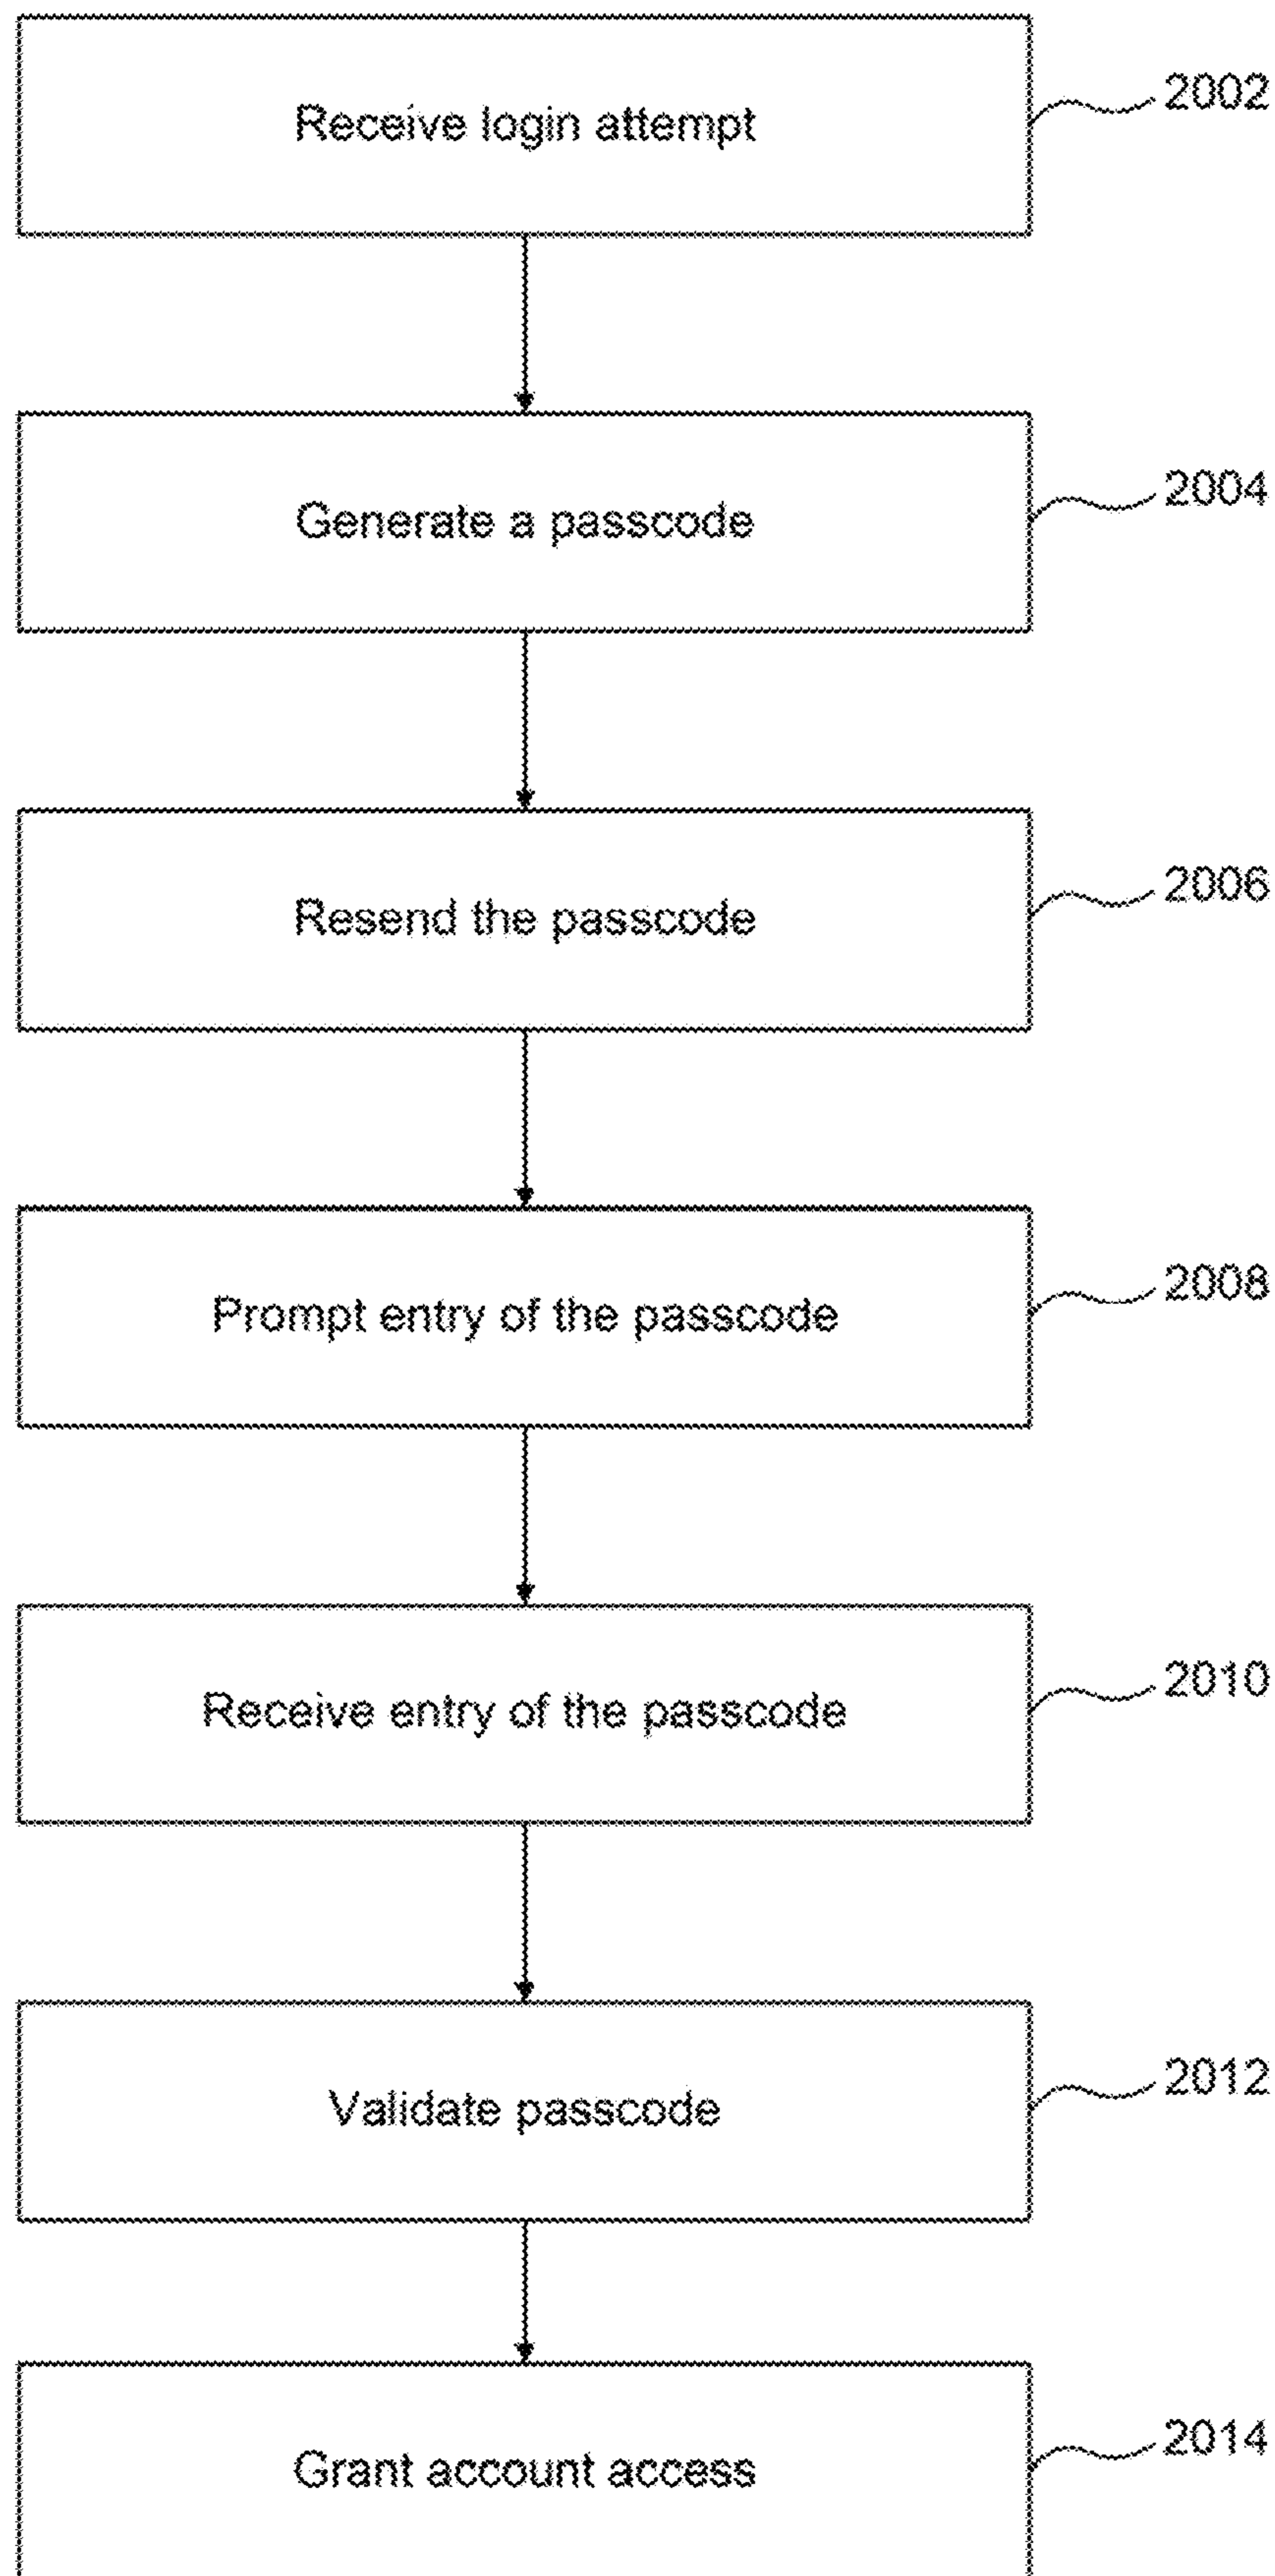 Receive login attempt
2002
Generate a passcode
2004
Resend the passcode
2006
Prompt entry of the passcode
2008
Receive entry of the passcode
2010
Validate passcode
2012
Grant account access
2014